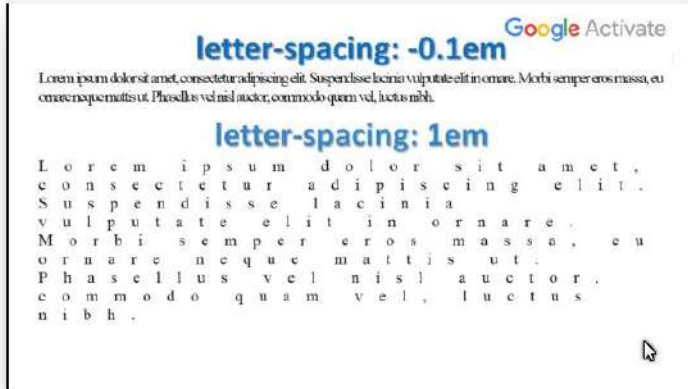 Google Activate
letter-spacing: -0.1em
Lorem ipsum dolor sit amet, consectetur adipiscing elit. Suspendisse lacinia vulputate elit in ornare. Morbi semper eros massa, eu
ornare neque mattis ut. Phasellus vel nisl auctor, commodo quam vel, luctus nibh.
letter-spacing: 1em
L o r e m i p s u m d o l o r s i t a m e t ,
c o n s e c t e t u r a d i p i s c i n g e l i t .
S u s p e n d i s s e l a c i n i a
v u l p u t a t e e l i t i n o r n a r e .
M o r b i s e m p e r e r o s m a s s a , e u
o r n a r e n e q u e m a t t i s u t .
P h a s e l l u s v e l n i s l a u c t o r ,
c o m m o d o q u a m v e l , l u c t u s
n i b h .